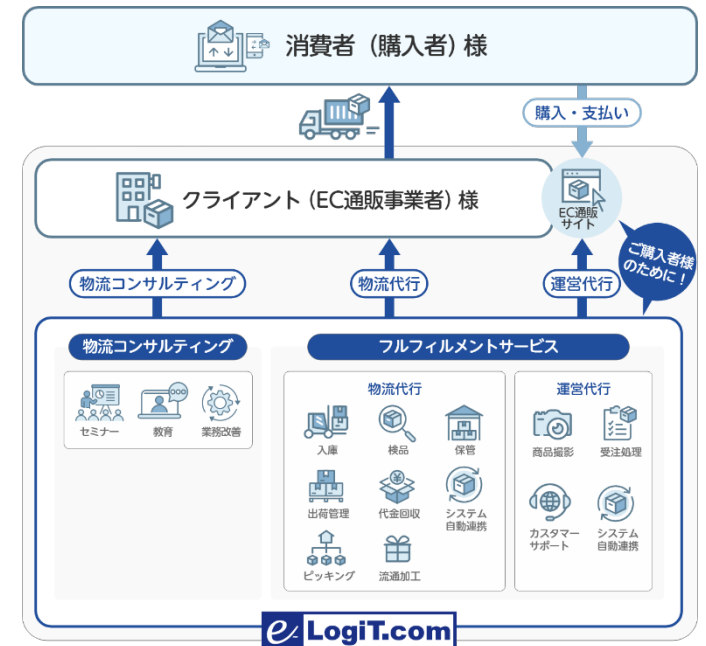 消費者（購入者）様
購入・支払い
クライアント（EC通販事業者）様
EC通販
サイト
ご購入者様
のために！
物流コンサルティング
物流代行
運営代行
物流コンサルティング
セミナー
教育
業務改善
フルフィルメントサービス
物流代行
入庫
検品
保管
出荷管理
代金回収
システム
自動連携
ピッキング
流通加工
運営代行
商品撮影
受注処理
カスタマー
サポート
システム
自動連携
e-LogiT.com